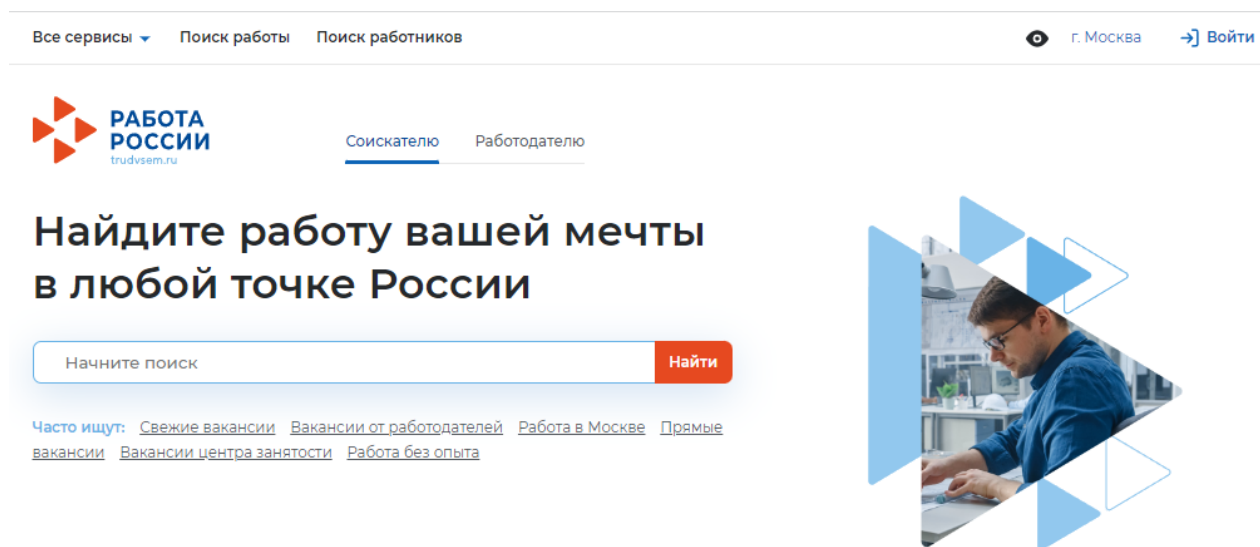 Все сервисы Поиск работы Поиск работников г. Москва Войти
РАБОТА
РОССИИ
trudvsem.ru
Соискателю Работодателю
Найдите работу вашей мечты
в любой точке России
Начните поиск Найти
Часто ищут: Свежие вакансии Вакансии от работодателей Работа в Москве Прямые
вакансии Вакансии центра занятости Работа без опыта